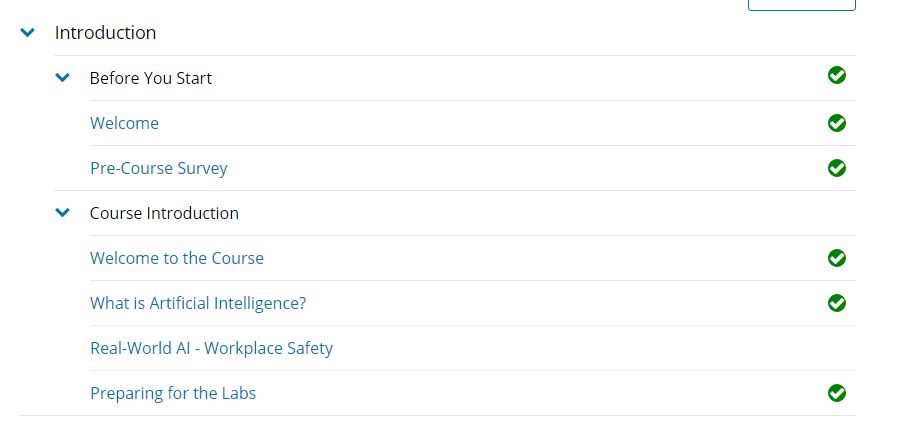 Introduction
Before You Start
Welcome
Pre-Course Survey
Course Introduction
Welcome to the Course
What is Artificial Intelligence?
Real-World AI - Workplace Safety
Preparing for the Labs